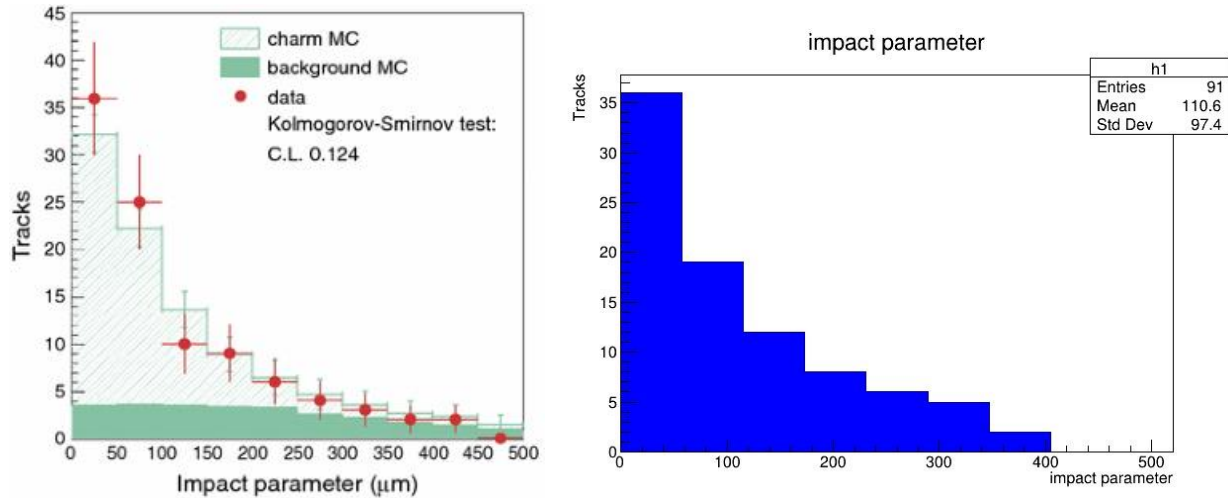 45
40
35
30
25
20
15
10
5
0
Tracks
charm MC
background MC
data
Kolmogorov-Smirnov test:
C.L. 0.124
0 50 100 150 200 250 300 350 400 450 500
Impact parameter (μm)
impact parameter
h1
Entries 91
Mean 110.6
Std Dev 97.4
Tracks
35
30
25
20
15
10
5
0
0 100 200 300 400 500
impact parameter